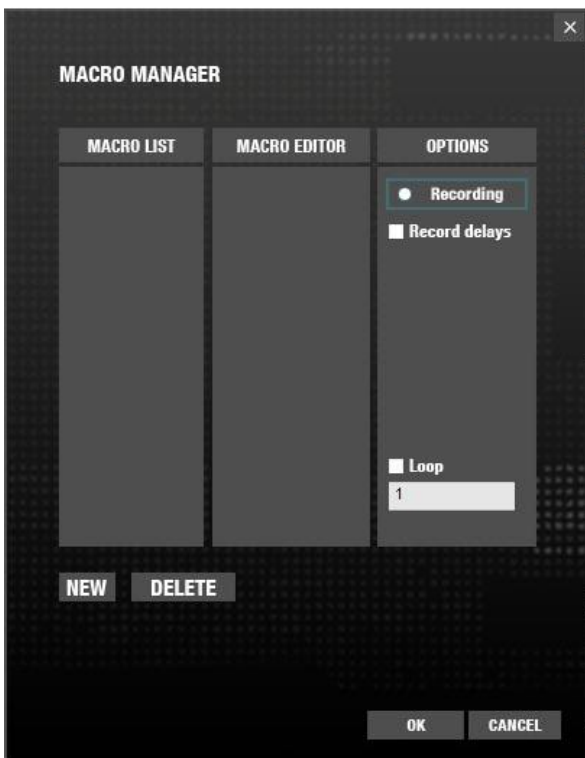 MACRO MANAGER
MACRO LIST
MACRO EDITOR
OPTIONS
Recording
Record delays
Loop
1
NEW
DELETE
OK
CANCEL